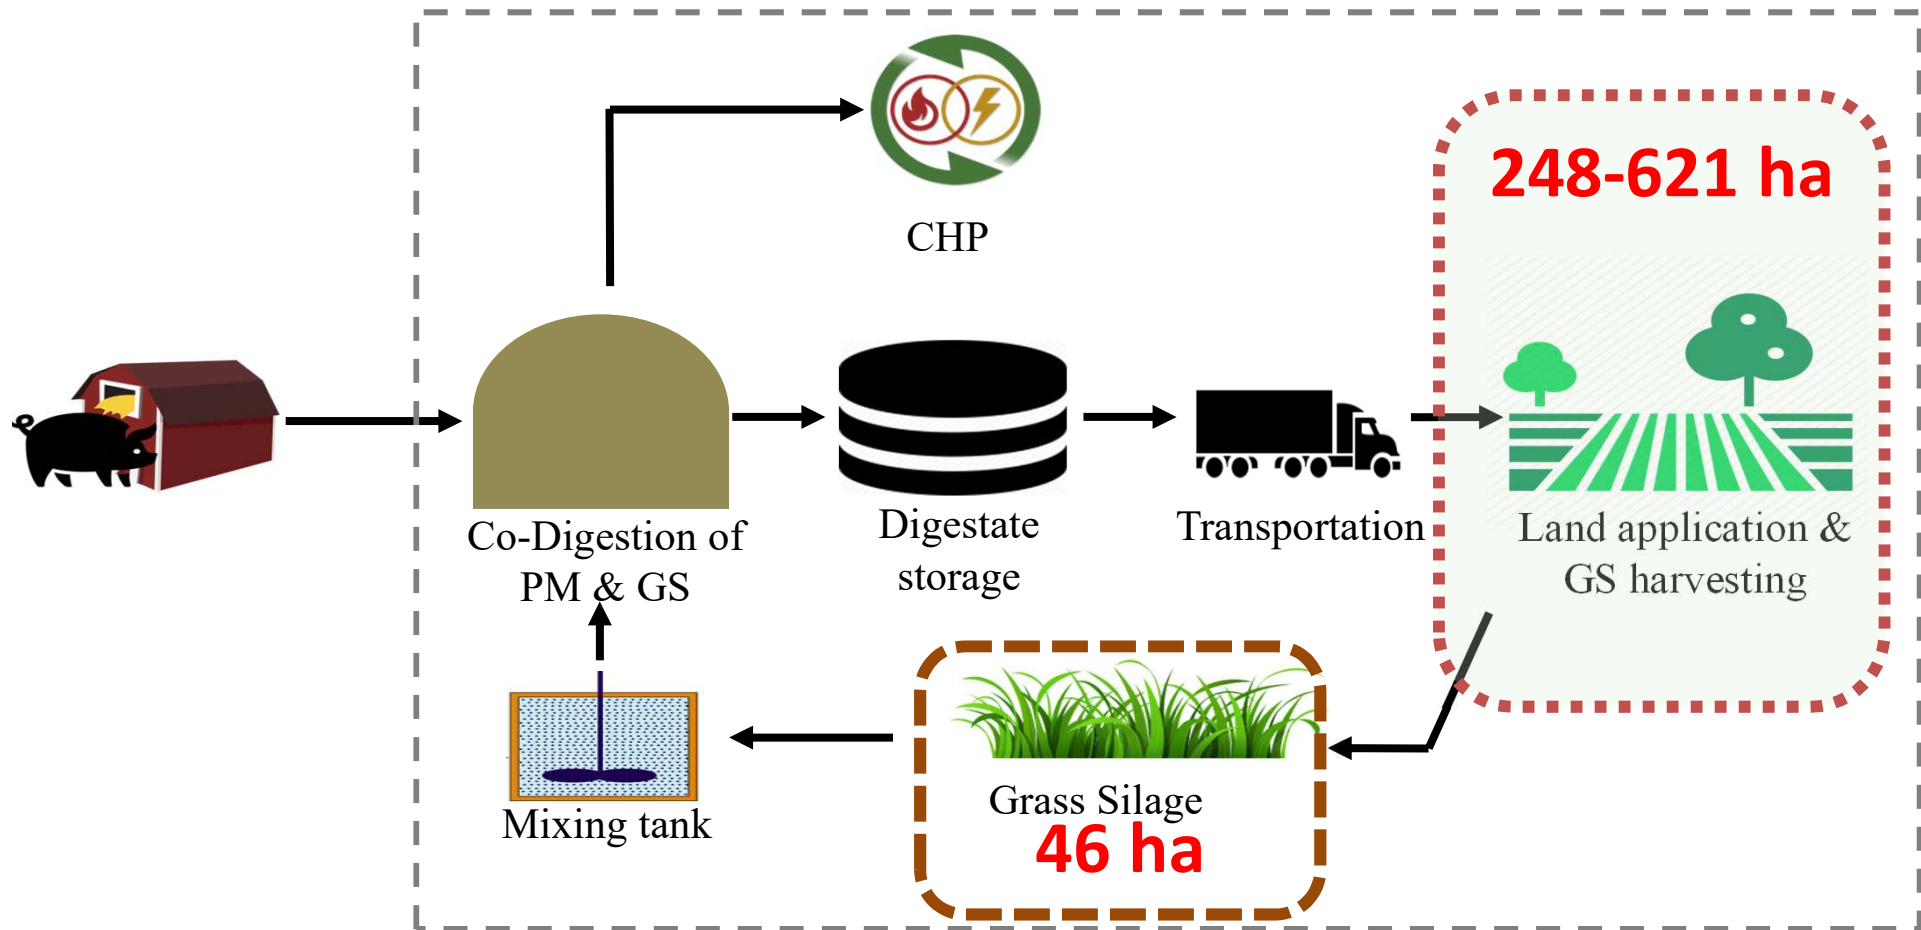 248-621 ha
CHP
Co-Digestion of
PM & GS
Digestate
storage
Transportation
Land application &
GS harvesting
Mixing tank
Grass Silage
46 ha